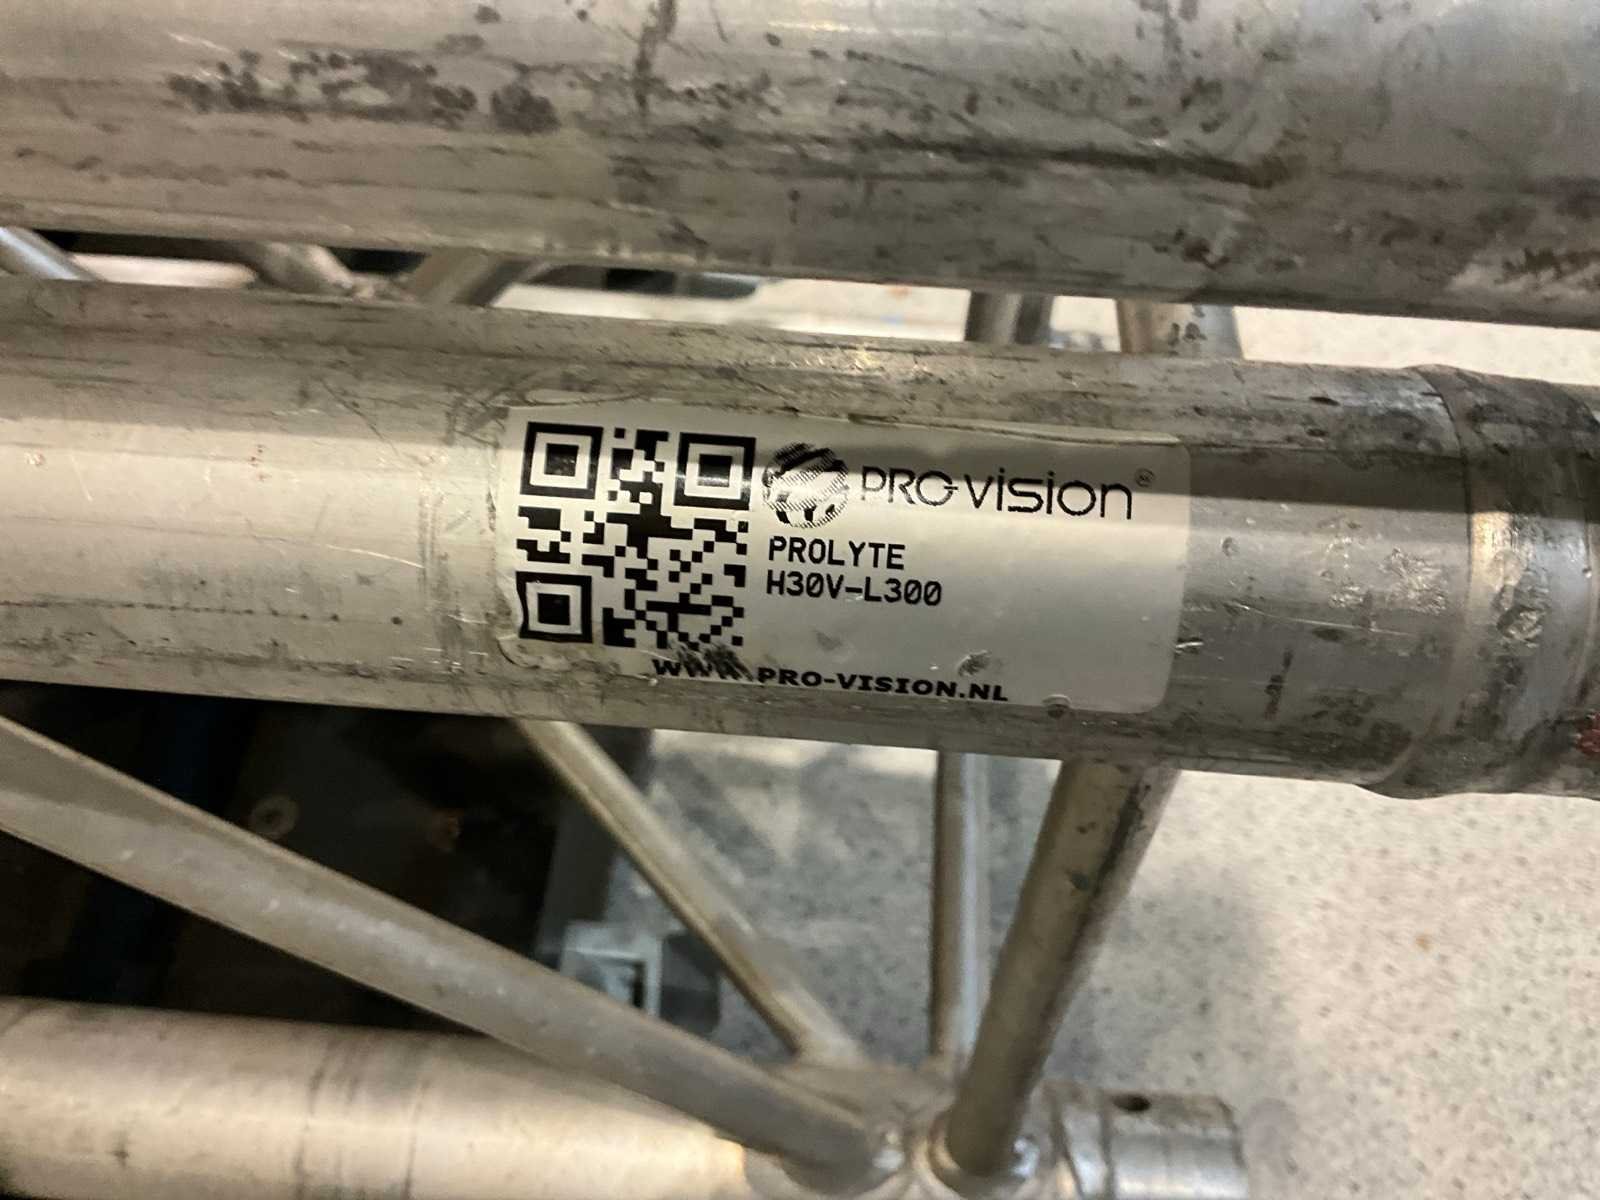 PRO-VISION®
PROLYTE
H30V-L300
WWW.PRO-VISION.NL